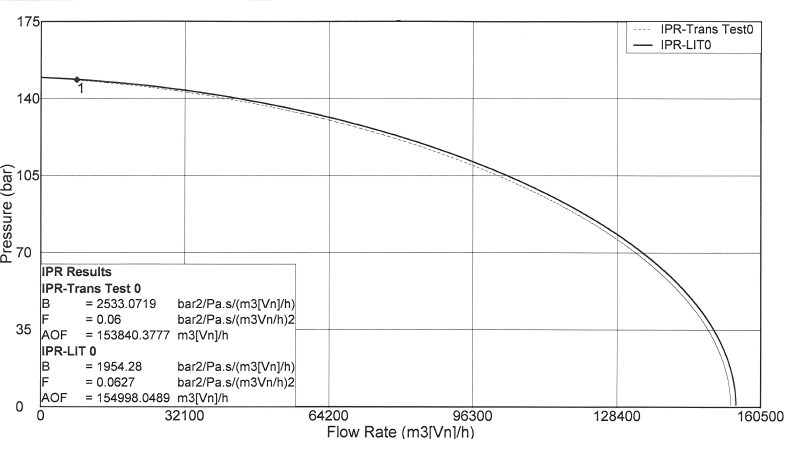 175
IPR-Trans Test0
IPR-LIT0
1
140
105
Pressure (bar)
70
IPR Results
IPR-Trans Test 0
B = 2533.0719 bar2/Pa.s/(m3[Vn]/h)
F = 0.06 bar2/Pa.s/(m3Vn/h)2
35
AOF = 153840.3777 m3[Vn]/h
IPR-LIT 0
B = 1954.28 bar2/Pa.s/(m3[Vn]/h)
F = 0.0627 bar2/Pa.s/(m3Vn/h)2
AOF = 154998.0489 m3[Vn]/h
0
0 32100 64200 96300 128400 160500
Flow Rate (m3[Vn]/h)